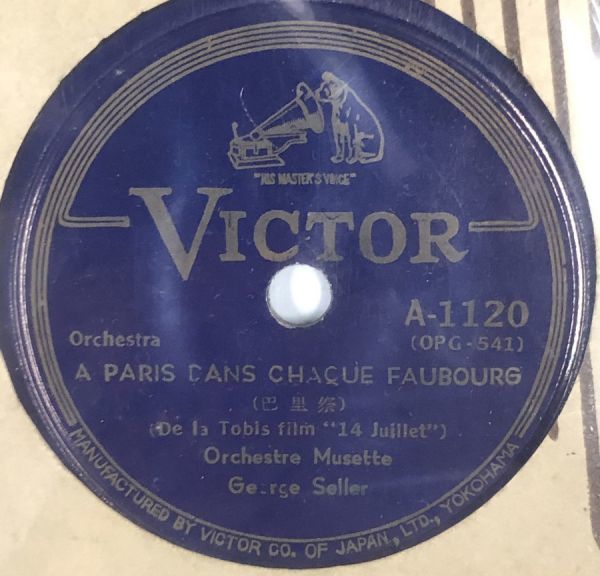 "HIS MASTER'S VOICE"
VICTOR
A-1120
Orchestra
(OPG-541)
A PARIS DANS CHAQUE FAUBOURG
(巴里祭)
(De la Tobis film "14 Juillet")
Orchestre Musette
George Seller
MANUFACTURED BY VICTOR CO. OF JAPAN, LTD., YOKOHAMA